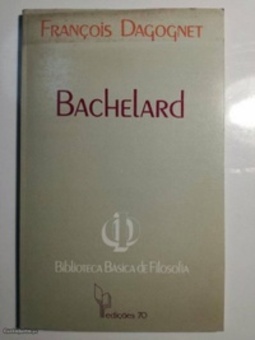 François Dagognet
Bachelard
Biblioteca Básica de Filosofia
edições 70